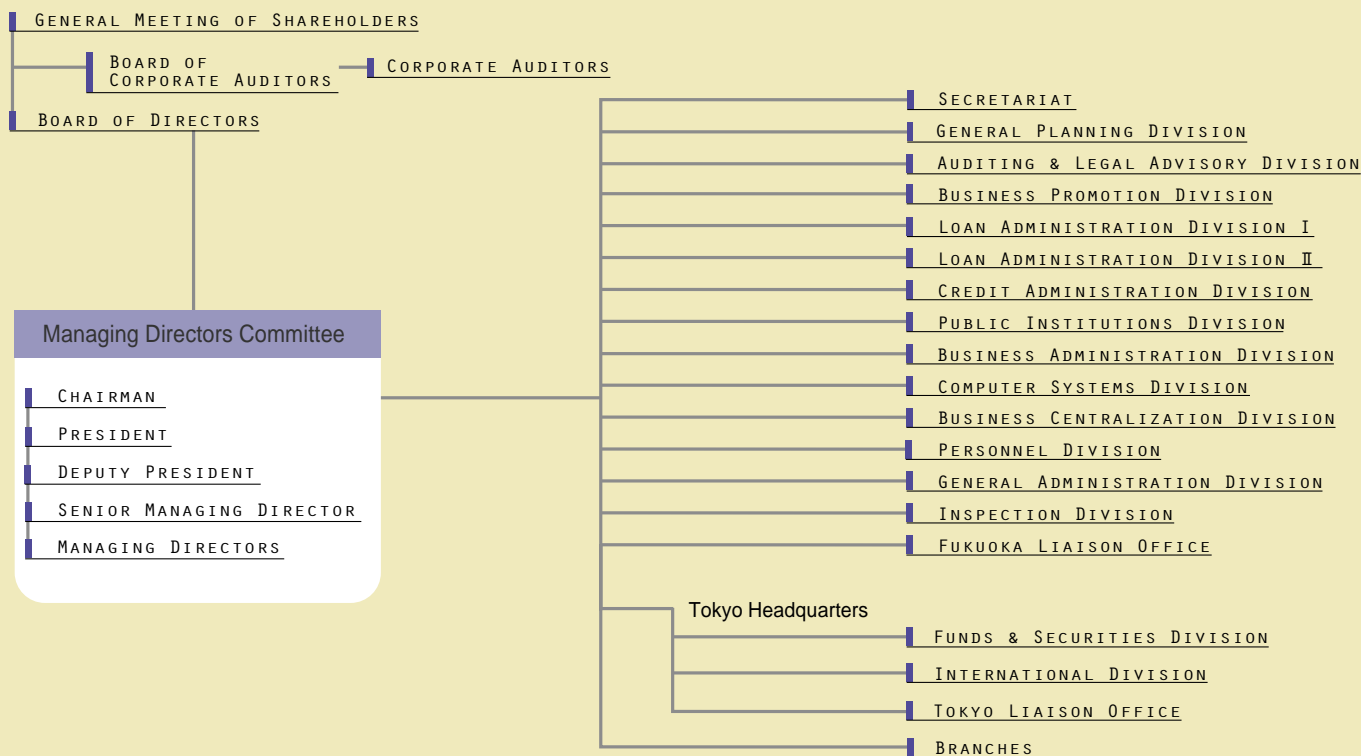 GENERAL MEETING OF SHAREHOLDERS
BOARD OF
CORPORATE AUDITORS
CORPORATE AUDITORS
BOARD OF DIRECTORS
Managing Directors Committee
CHAIRMAN
PRESIDENT
DEPUTY PRESIDENT
SENIOR MANAGING DIRECTOR
MANAGING DIRECTORS
SECRETARIAT
GENERAL PLANNING DIVISION
AUDITING & LEGAL ADVISORY DIVISION
BUSINESS PROMOTION DIVISION
LOAN ADMINISTRATION DIVISION I
LOAN ADMINISTRATION DIVISION Ⅱ
CREDIT ADMINISTRATION DIVISION
PUBLIC INSTITUTIONS DIVISION
BUSINESS ADMINISTRATION DIVISION
COMPUTER SYSTEMS DIVISION
BUSINESS CENTRALIZATION DIVISION
PERSONNEL DIVISION
GENERAL ADMINISTRATION DIVISION
INSPECTION DIVISION
FUKUOKA LIAISON OFFICE
Tokyo Headquarters
FUNDS & SECURITIES DIVISION
INTERNATIONAL DIVISION
TOKYO LIAISON OFFICE
BRANCHES